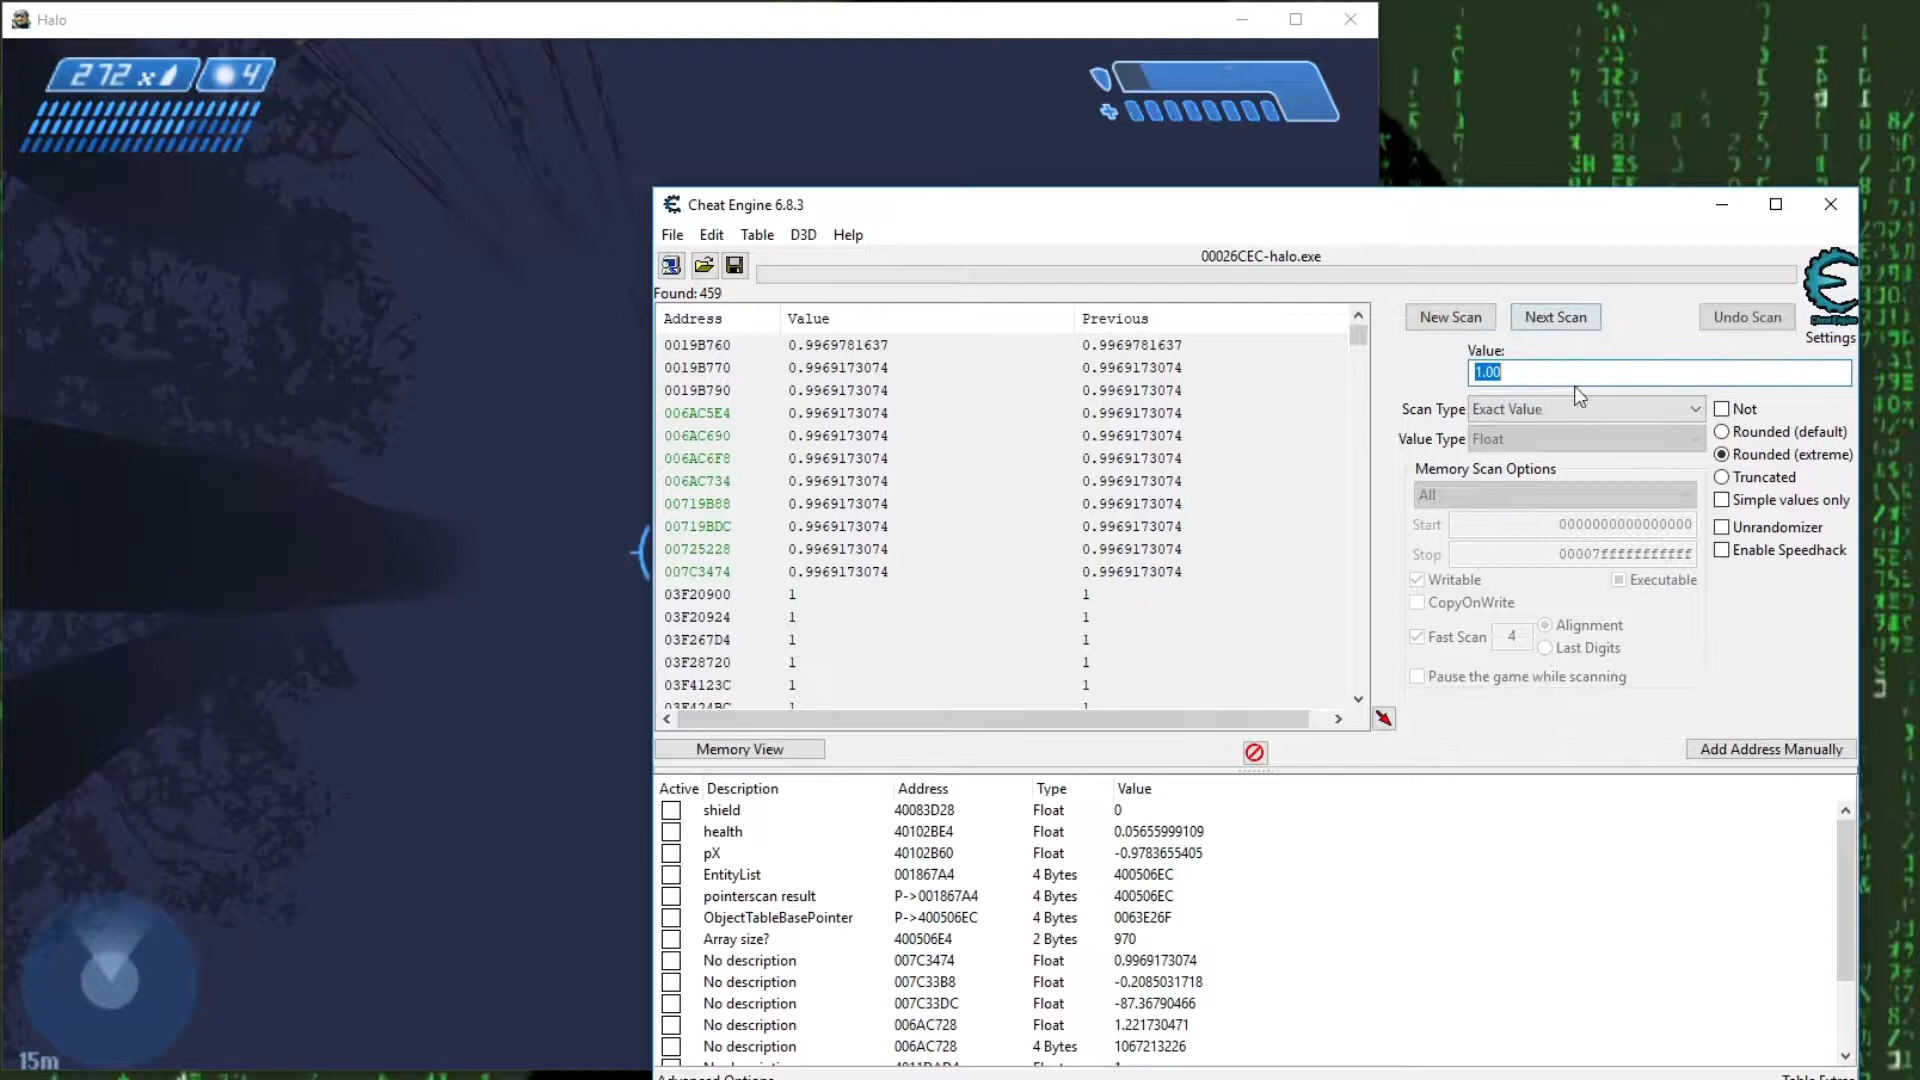 Halo
272 x 4
15m
Cheat Engine 6.8.3
File Edit Table D3D Help
00026CEC-halo.exe
Found: 459
Address Value Previous
0019B760 0.9969781637 0.9969781637
0019B770 0.9969173074 0.9969173074
0019B790 0.9969173074 0.9969173074
006AC5E4 0.9969173074 0.9969173074
006AC690 0.9969173074 0.9969173074
006AC6F8 0.9969173074 0.9969173074
006AC734 0.9969173074 0.9969173074
00719B88 0.9969173074 0.9969173074
00719BDC 0.9969173074 0.9969173074
00725228 0.9969173074 0.9969173074
007C3474 0.9969173074 0.9969173074
03F20900 1 1
03F20924 1 1
03F267D4 1 1
03F28720 1 1
03F4123C 1 1
03F424BC 1 1
New Scan Next Scan Undo Scan
Cheat Engine
Settings
Value:
1.00
Scan Type Exact Value Not
Value Type Float Rounded (default)
Rounded (extreme)
Truncated
Simple values only
Unrandomizer
Enable Speedhack
Memory Scan Options
All
Start 0000000000000000
Stop 00007fffffffffff
Writable Executable
CopyOnWrite
Fast Scan 4 Alignment
Last Digits
Pause the game while scanning
Memory View Add Address Manually
Active Description Address Type Value
shield 40083D28 Float 0
health 40102BE4 Float 0.05655999109
pX 40102B60 Float -0.9783655405
EntityList 001867A4 4 Bytes 400506EC
pointerscan result P->001867A4 4 Bytes 400506EC
ObjectTableBasePointer P->400506EC 4 Bytes 0063E26F
Array size? 400506E4 2 Bytes 970
No description 007C3474 Float 0.9969173074
No description 007C33B8 Float -0.2085031718
No description 007C33DC Float -87.36790466
No description 006AC728 Float 1.221730471
No description 006AC728 4 Bytes 1067213226
Advanced Options Table Extras